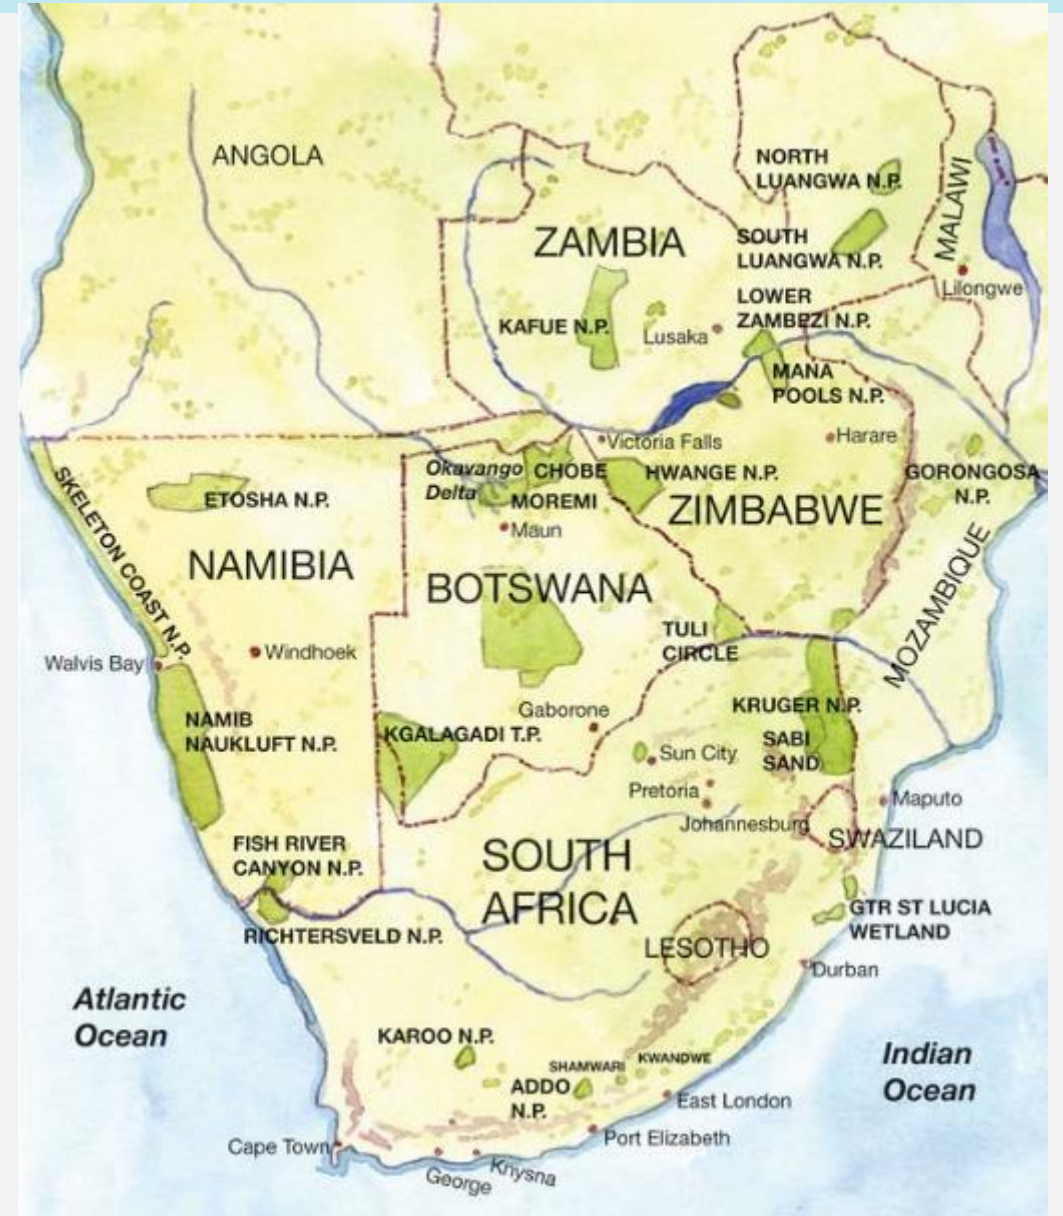 ANGOLA
NORTH
LUANGWA N.P.
MALAWI
ZAMBIA
SOUTH
LUANGWA N.P.
Lilongwe
LOWER
ZAMBEZI N.P.
KAFUE N.P.
Lusaka
MANA
POOLS N.P.
Victoria Falls
Harare
Okavango
Delta
CHOBE
HWANGE N.P.
GORONGOSA
N.P.
SKELETON COAST N.P.
ETOSHA N.P.
MOREMI
ZIMBABWE
Maun
NAMIBIA
BOTSWANA
MOZAMBIQUE
TULI
CIRCLE
Walvis Bay
Windhoek
KRUGER N.P.
Gaborone
NAMIB
NAUKLUFT N.P.
KGALAGADI T.P.
SABI
SAND
Sun City
Pretoria
Maputo
Johannesburg
SWAZILAND
FISH RIVER
CANYON N.P.
SOUTH
AFRICA
GTR ST LUCIA
WETLAND
RICHTERSVELD N.P.
LESOTHO
Durban
Atlantic
Ocean
KAROO N.P.
Indian
Ocean
SHAMWARI
KWANDWE
ADDO
N.P.
East London
Port Elizabeth
Cape Town
George
Knysna